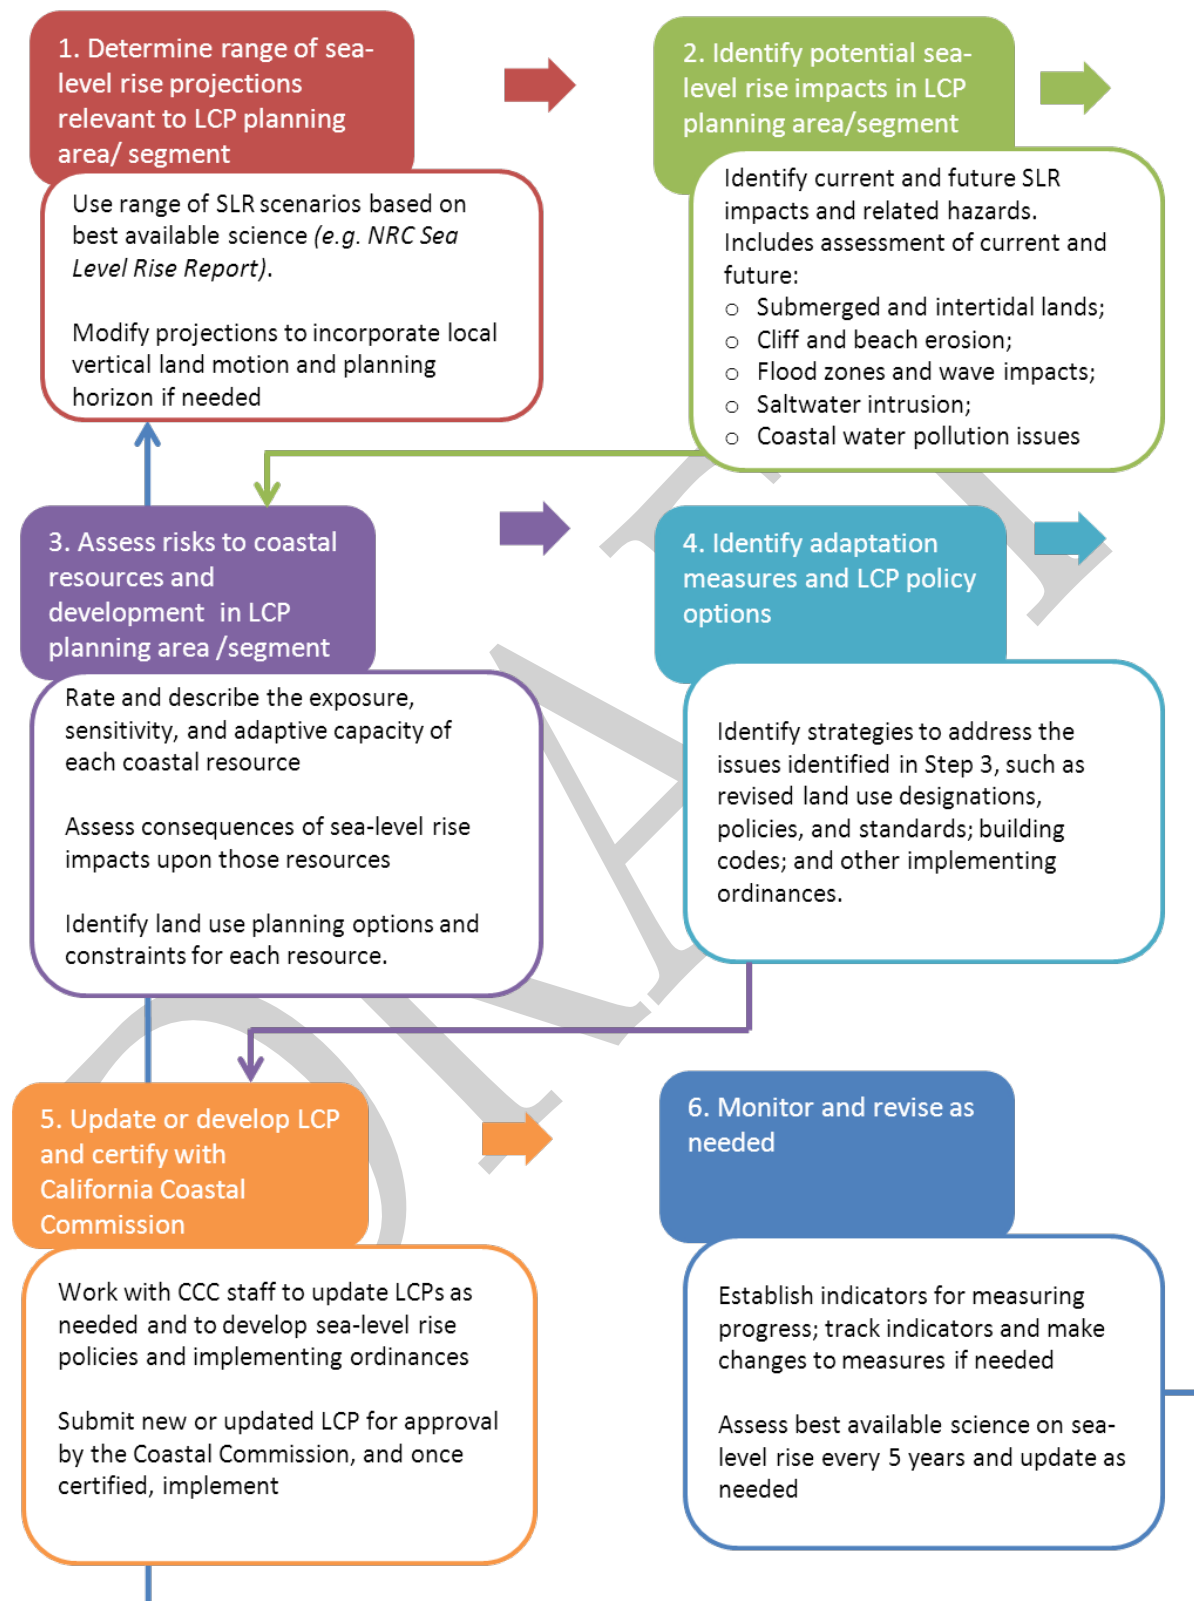 1. Determine range of sea-
level rise projections
relevant to LCP planning
area/ segment
Use range of SLR scenarios based on
best available science (e.g. NRC Sea
Level Rise Report).
Modify projections to incorporate local
vertical land motion and planning
horizon if needed
2. Identify potential sea-
level rise impacts in LCP
planning area/segment
Identify current and future SLR
impacts and related hazards.
Includes assessment of current and
future:
o Submerged and intertidal lands;
o Cliff and beach erosion;
o Flood zones and wave impacts;
o Saltwater intrusion;
o Coastal water pollution issues
3. Assess risks to coastal
resources and
development in LCP
planning area /segment
Rate and describe the exposure,
sensitivity, and adaptive capacity of
each coastal resource
Assess consequences of sea-level rise
impacts upon those resources
Identify land use planning options and
constraints for each resource.
4. Identify adaptation
measures and LCP policy
options
Identify strategies to address the
issues identified in Step 3, such as
revised land use designations,
policies, and standards; building
codes; and other implementing
ordinances.
5. Update or develop LCP
and certify with
California Coastal
Commission
Work with CCC staff to update LCPs as
needed and to develop sea-level rise
policies and implementing ordinances
Submit new or updated LCP for approval
by the Coastal Commission, and once
certified, implement
6. Monitor and revise as
needed
Establish indicators for measuring
progress; track indicators and make
changes to measures if needed
Assess best available science on sea-
level rise every 5 years and update as
needed
DRAFT